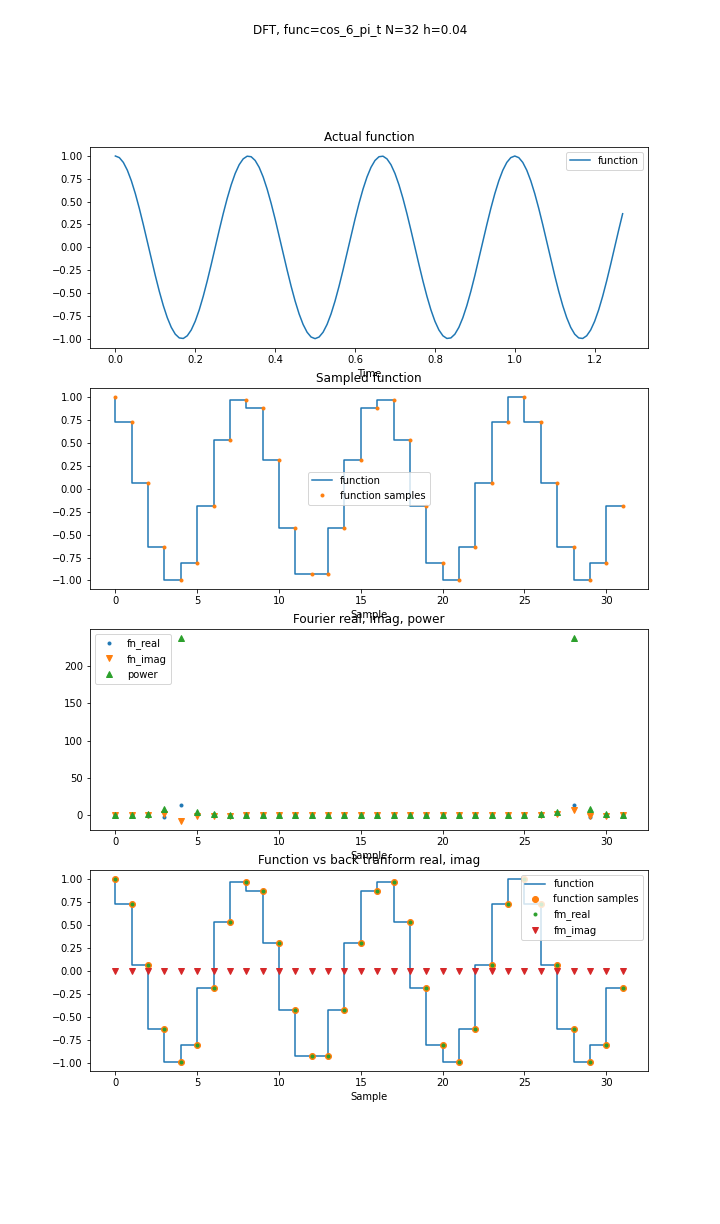 DFT, func=cos_6_pi_t N=32 h=0.04
Actual function
1.00
0.75
0.50
0.25
0.00
−0.25
−0.50
−0.75
−1.00
function
0.0 0.2 0.4 0.6 0.8 1.0 1.2
Time
Sampled function
1.00
0.75
0.50
0.25
0.00
−0.25
−0.50
−0.75
−1.00
function
function samples
0 5 10 15 20 25 30
Sample
Fourier real, imag, power
200
150
100
50
0
fn_real
fn_imag
power
0 5 10 15 20 25 30
Sample
Function vs back tranform real, imag
1.00
0.75
0.50
0.25
0.00
−0.25
−0.50
−0.75
−1.00
function
function samples
fm_real
fm_imag
0 5 10 15 20 25 30
Sample